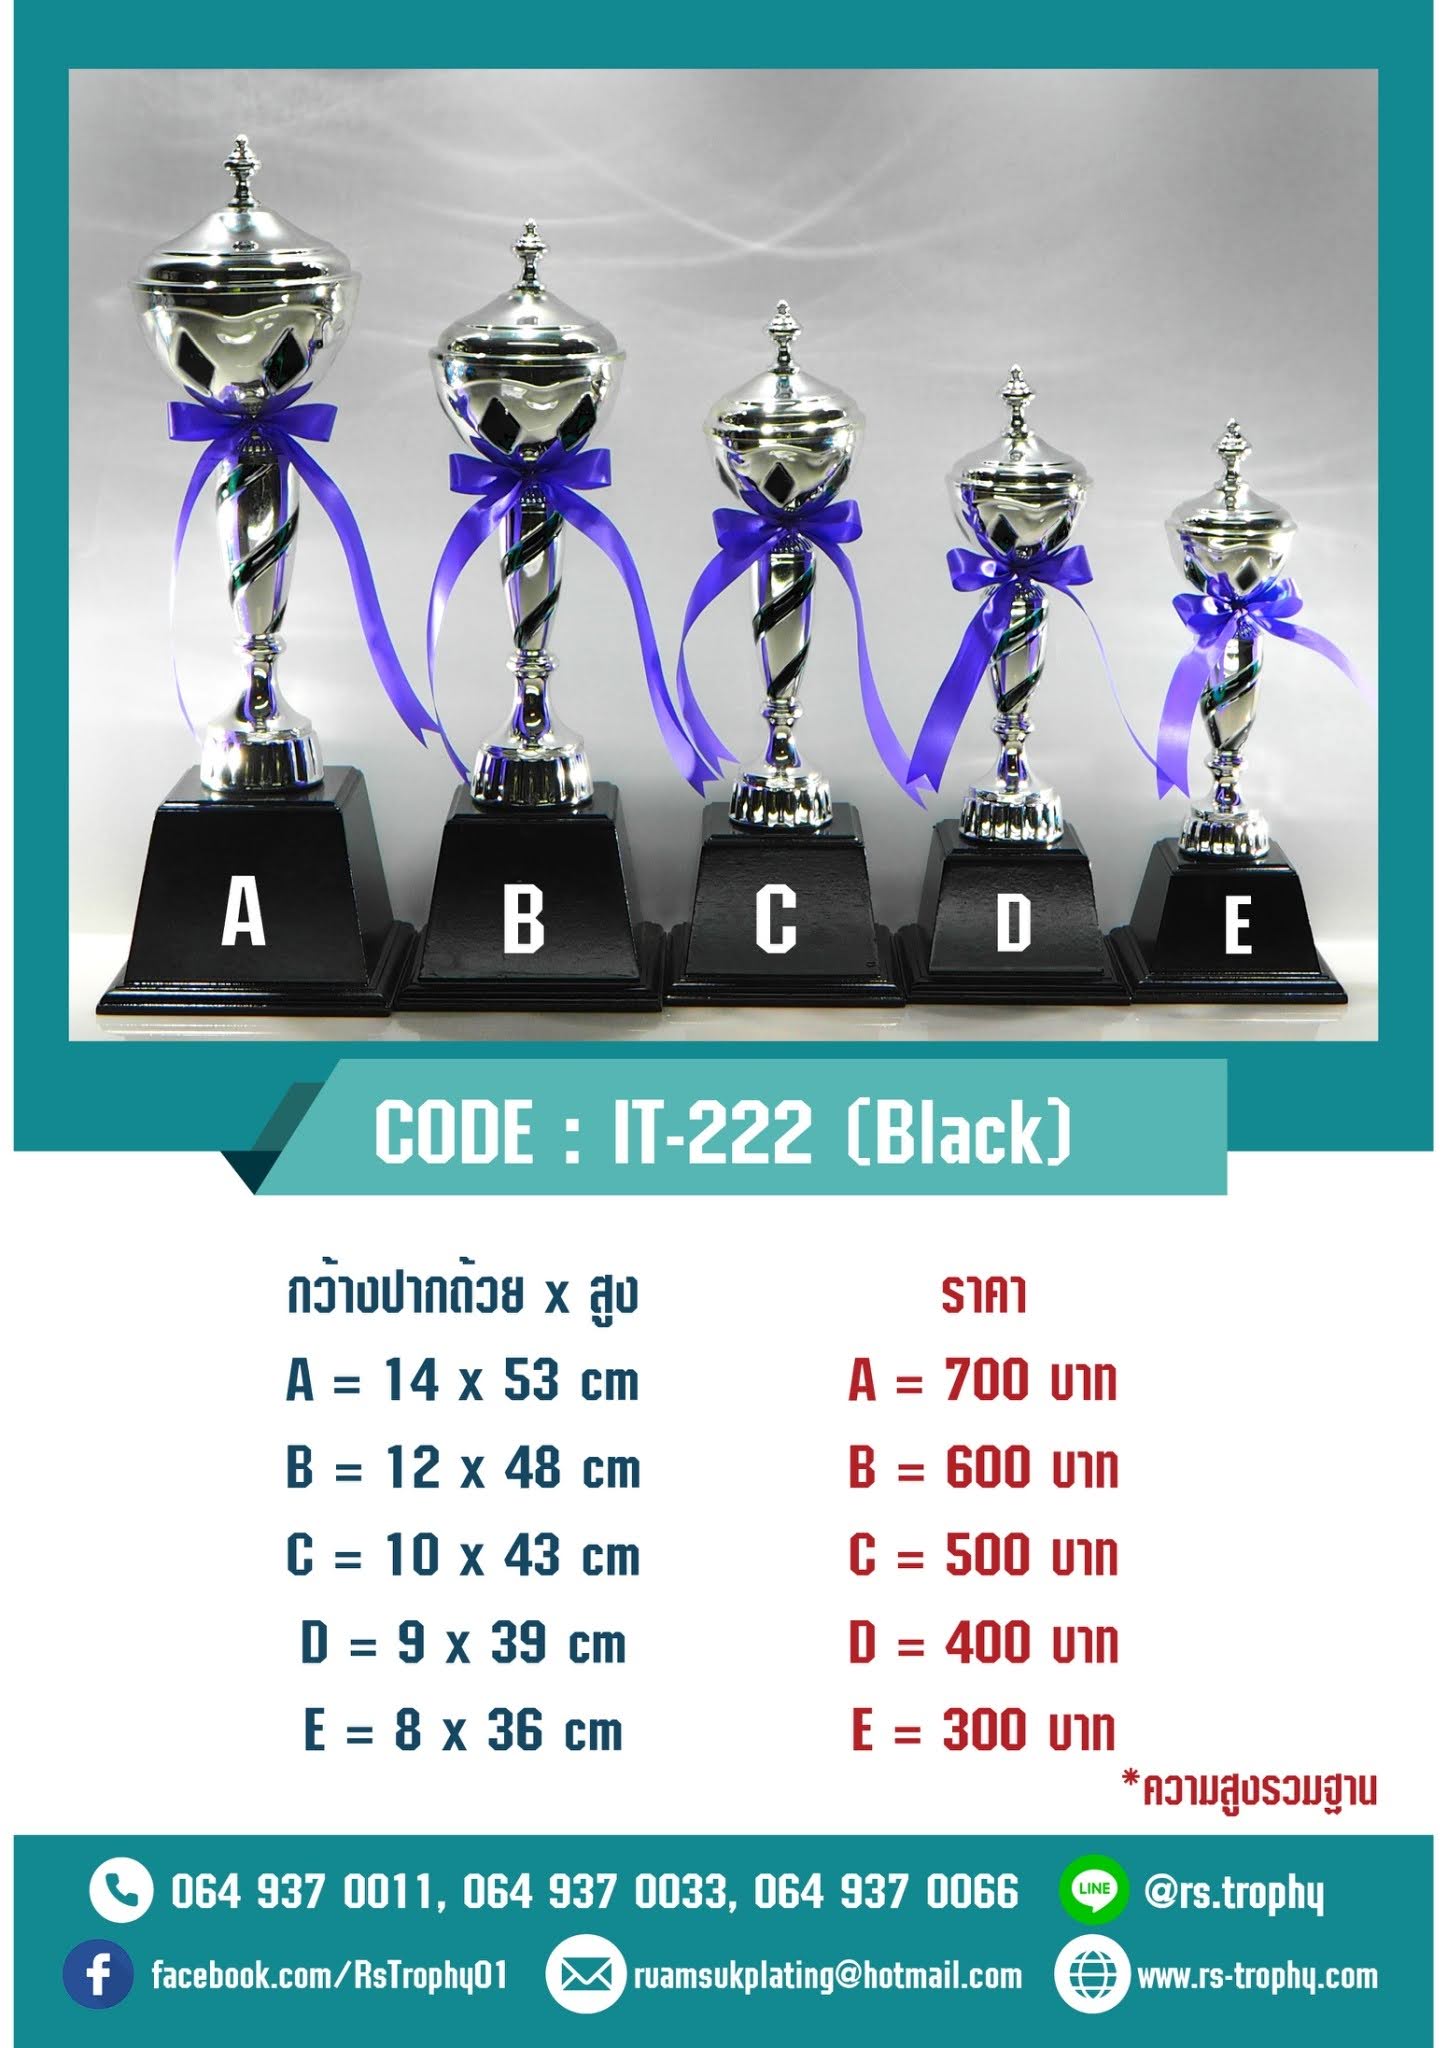 A B C D E
CODE : IT-222 (Black)
กว้างปากถ้วย x สูง
A = 14 x 53 cm
B = 12 x 48 cm
C = 10 x 43 cm
D = 9 x 39 cm
E = 8 x 36 cm
ราคา
A = 700 บาท
B = 600 บาท
C = 500 บาท
D = 400 บาท
E = 300 บาท
*ความสูงรวมฐาน
064 937 0011, 064 937 0033, 064 937 0066 LINE @rs.trophy
f facebook.com/RsTrophy01 ruamsukplating@hotmail.com www.rs-trophy.com